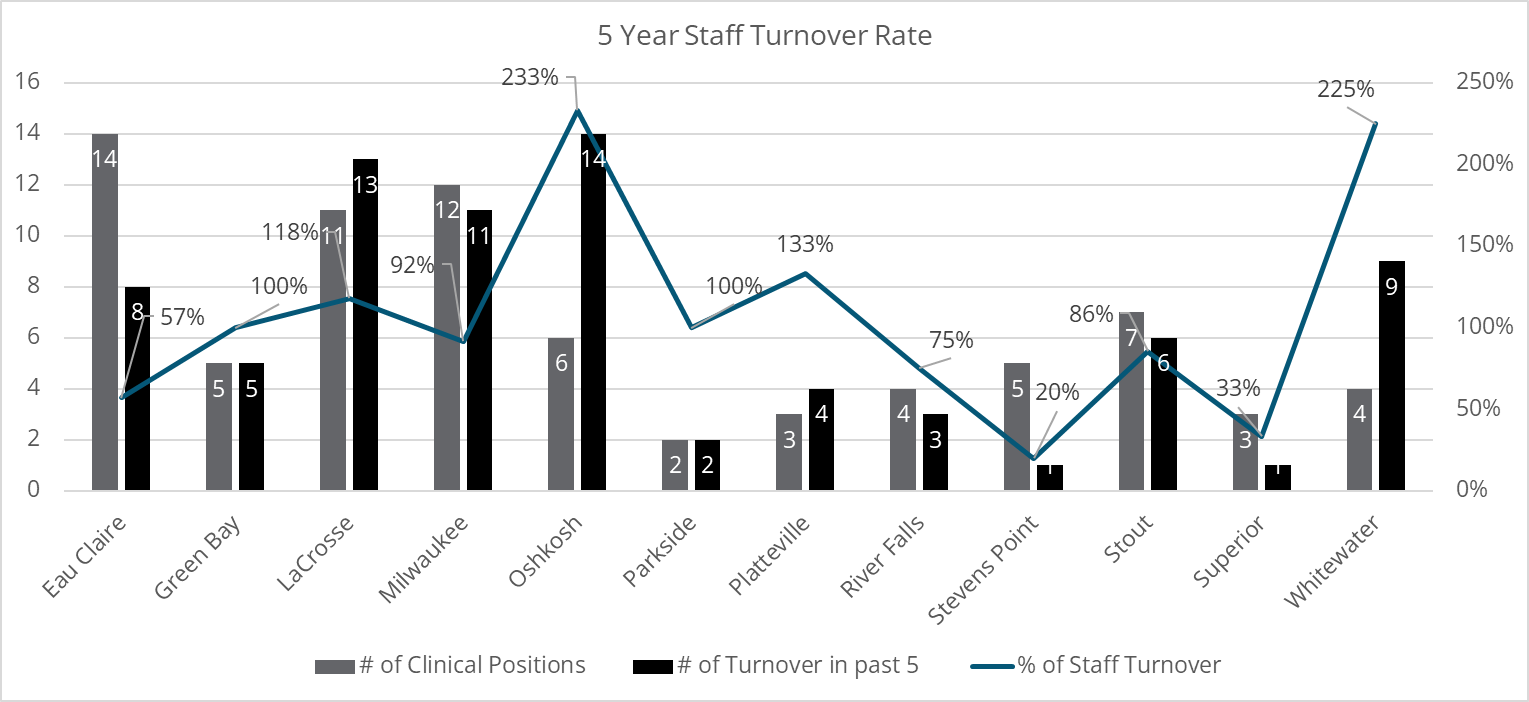 5 Year Staff Turnover Rate
16 250%
14
12 200%
10 150%
8
6 100%
4 50%
2
0 0%
14 8 57%
5 5 100%
11 13 118%
12 11 92%
6 14 233%
2 2 100%
3 4 133%
4 3 75%
5 1 20%
7 6 86%
3 1 33%
4 9 225%
Eau Claire
Green Bay
LaCrosse
Milwaukee
Oshkosh
Parkside
Platteville
River Falls
Stevens Point
Stout
Superior
Whitewater
# of Clinical Positions # of Turnover in past 5 % of Staff Turnover